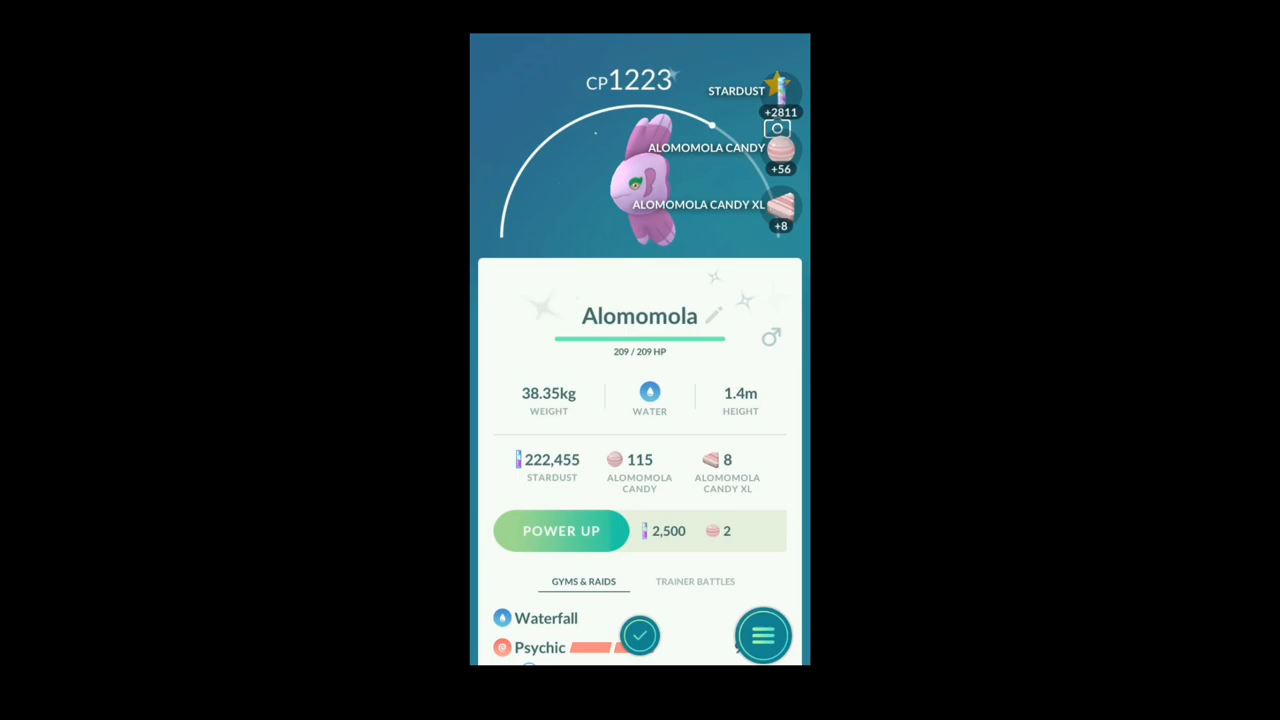 CP1223
STARDUST
+2811
ALOMOMOLA CANDY
+56
ALOMOMOLA CANDY XL
+8
Alomomola
209 / 209 HP
38.35kg
WEIGHT
WATER
1.4m
HEIGHT
222,455
STARDUST
115
ALOMOMOLA
CANDY
8
ALOMOMOLA
CANDY XL
POWER UP
2,500
2
GYMS & RAIDS
TRAINER BATTLES
Waterfall
Psychic